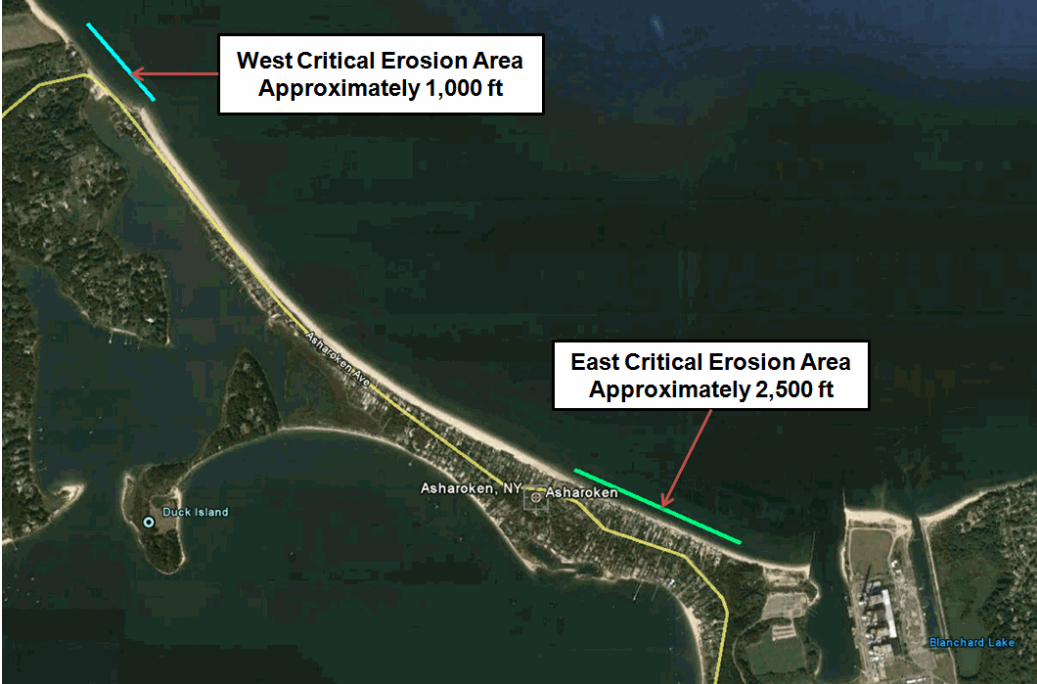 West Critical Erosion Area
Approximately 1,000 ft
Asharoken Ave
East Critical Erosion Area
Approximately 2,500 ft
Asharoken, NY
Asharoken
Duck Island
Blanchard Lake